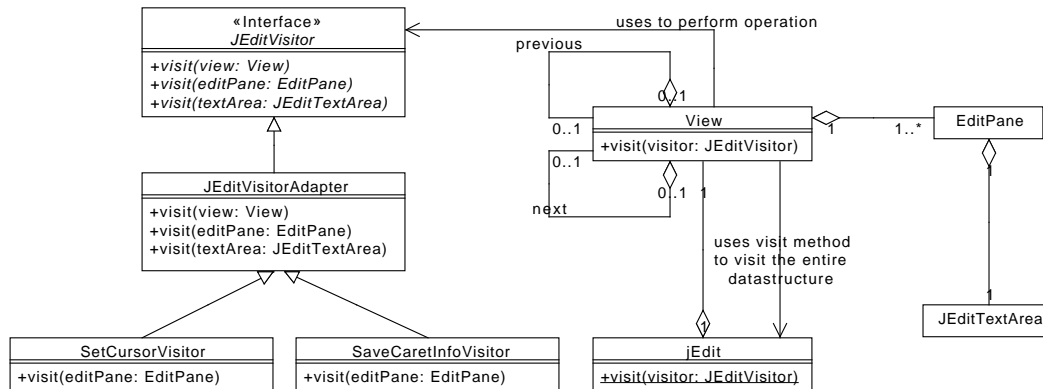 «Interface»
JEditVisitor
+visit(view: View)
+visit(editPane: EditPane)
+visit(textArea: JEditTextArea)
uses to perform operation
previous
0..1
0..1
View
+visit(visitor: JEditVisitor)
1
1..*
EditPane
1
0..1
0..1
1
next
JEditVisitorAdapter
+visit(view: View)
+visit(editPane: EditPane)
+visit(textArea: JEditTextArea)
uses visit method
to visit the entire
datastructure
1
JEditTextArea
1
SetCursorVisitor
+visit(editPane: EditPane)
SaveCaretInfoVisitor
+visit(editPane: EditPane)
jEdit
+visit(visitor: JEditVisitor)